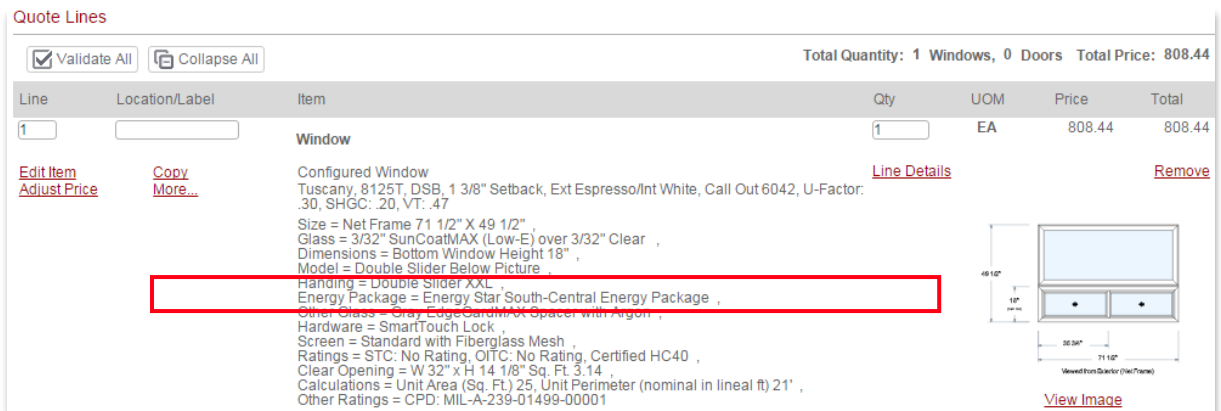 Quote Lines
Validate All Collapse All Total Quantity: 1 Windows, 0 Doors Total Price: 808.44
Line Location/Label Item Qty UOM Price Total
1 Window 1 EA 808.44 808.44
Edit Item Copy Configured Window Line Details Remove
Adjust Price More... Tuscany, 8125T, DSB, 1 3/8" Setback, Ext Espresso/Int White, Call Out 6042, U-Factor:
.30, SHGC: .20, VT: .47
Size = Net Frame 71 1/2" X 49 1/2" ,
Glass = 3/32" SunCoatMAX (Low-E) over 3/32" Clear ,
Dimensions = Bottom Window Height 18" ,
Model = Double Slider Below Picture ,
Handing = Double Slider XXL ,
Energy Package = Energy Star South-Central Energy Package ,
Other Glass = Gray EdgeGardMAX Spacer with Argon ,
Hardware = SmartTouch Lock ,
Screen = Standard with Fiberglass Mesh ,
Ratings = STC: No Rating, OITC: No Rating, Certified HC40 ,
Clear Opening = W 32" x H 14 1/8" Sq. Ft. 3.14 ,
Calculations = Unit Area (Sq. Ft.) 25, Unit Perimeter (nominal in lineal ft) 21' ,
Other Ratings = CPD: MIL-A-239-01499-00001
49 1/2"
18"
35 3/4"
71 1/2"
Viewed from Exterior (Net Frame)
View Image